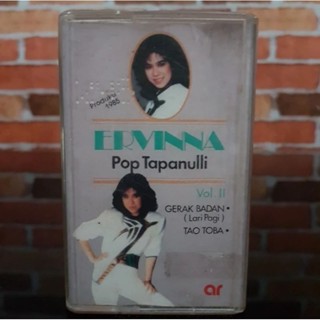 Produksi
1985
ERVINNA
Pop Tapanulli
Vol. II
GERAK BADAN •
( Lari Pagi )
TAO TOBA •
ar